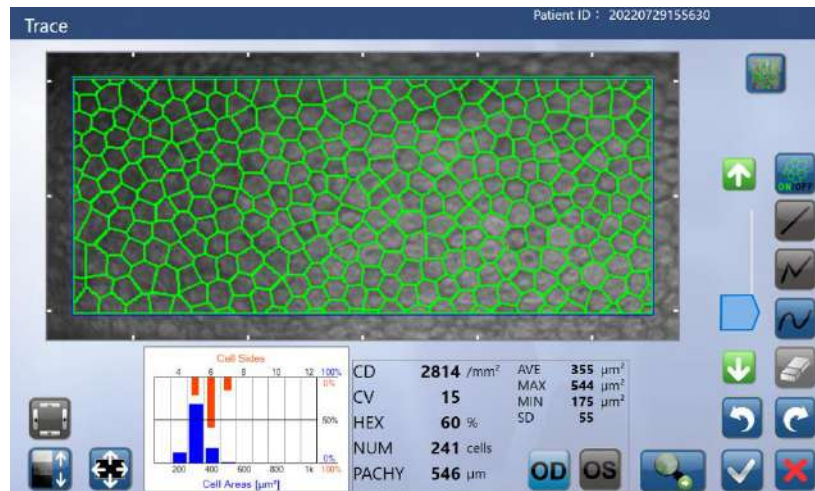 Patient ID : 20220729155630
Trace
ON/OFF
Cell Sides
4 6 8 10 12 100%
0%
50%
0%
200 400 600 800 1k 100%
Cell Areas [μm²]
CD 2814 /mm²
CV 15
HEX 60 %
NUM 241 cells
PACHY 546 μm
AVE 355 μm²
MAX 544 μm²
MIN 175 μm²
SD 55
OD OS